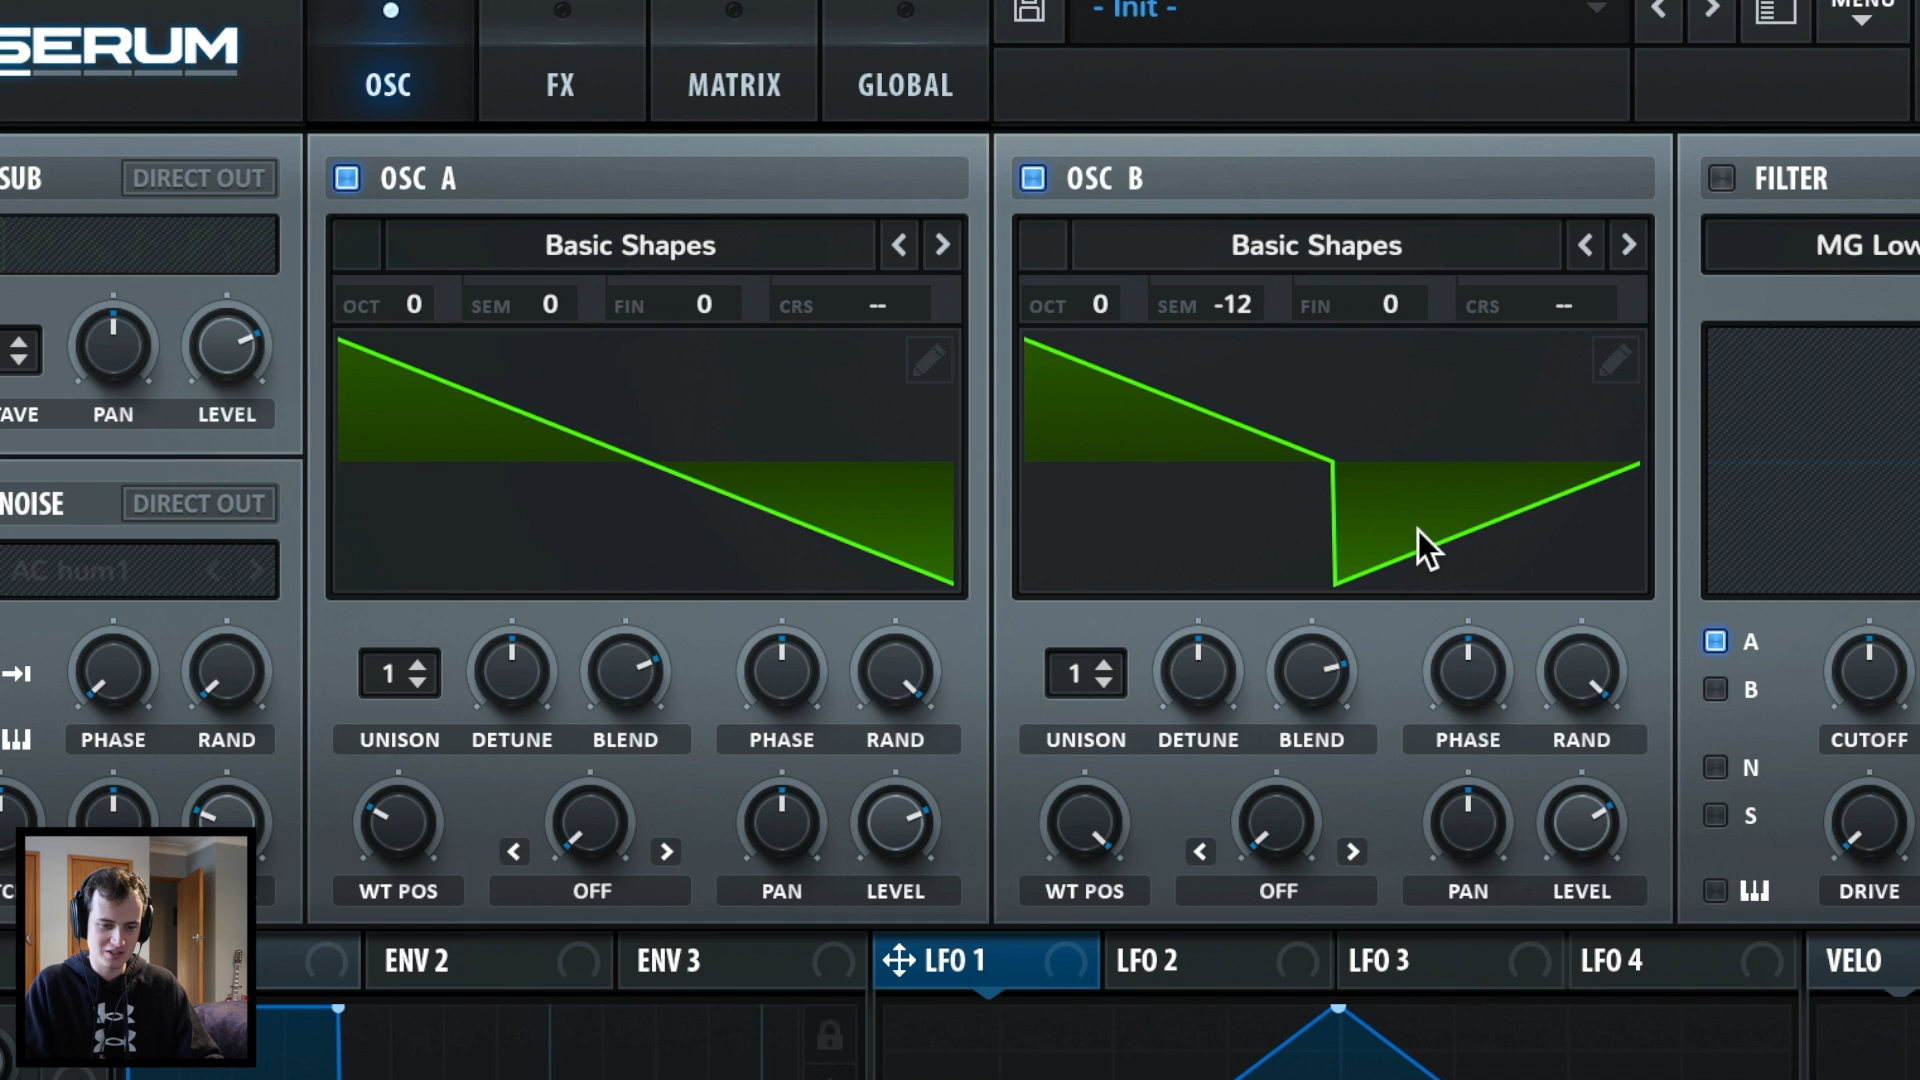 SERUM
OSC
FX
MATRIX
GLOBAL
- Init -
MENU
SUB
DIRECT OUT
OSC A
OSC B
FILTER
Basic Shapes
Basic Shapes
MG Low
OCT 0 SEM 0 FIN 0 CRS --
OCT 0 SEM -12 FIN 0 CRS --
AVE PAN LEVEL
NOISE
DIRECT OUT
AC hum1
1
1
A
B
PHASE RAND
UNISON DETUNE BLEND PHASE RAND
UNISON DETUNE BLEND PHASE RAND
N
CUTOFF
S
WT POS OFF PAN LEVEL
WT POS OFF PAN LEVEL
DRIVE
ENV 2
ENV 3
LFO 1
LFO 2
LFO 3
LFO 4
VELO